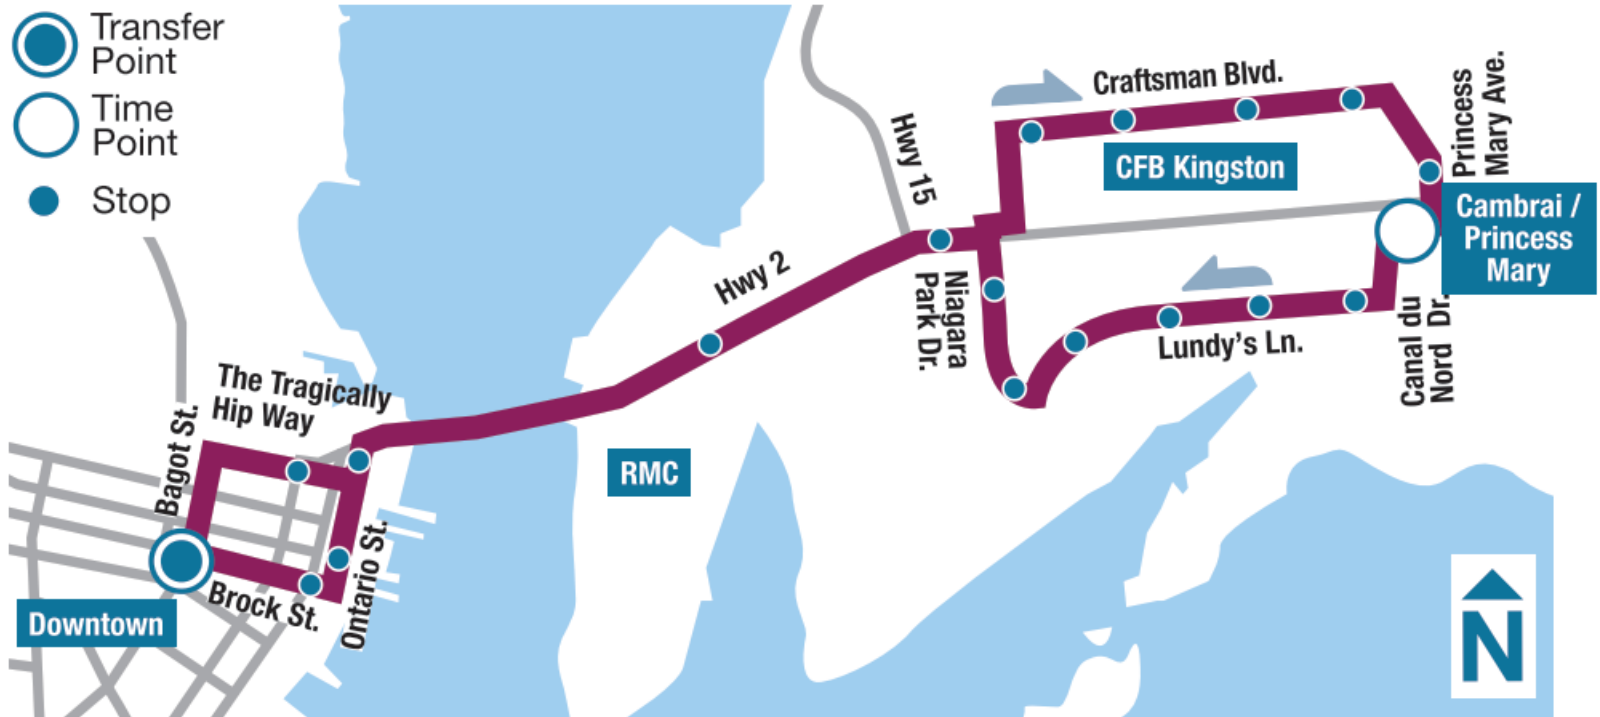 Transfer
Point
Time
Point
Stop
Craftsman Blvd.
Princess
Mary Ave.
Hwy 15
CFB Kingston
Cambrai /
Princess
Mary
Hwy 2
Niagara
Park Dr.
Lundy's Ln.
Canal du
Nord Dr.
The Tragically
Hip Way
Bagot St.
RMC
Ontario St.
Brock St.
Downtown
N